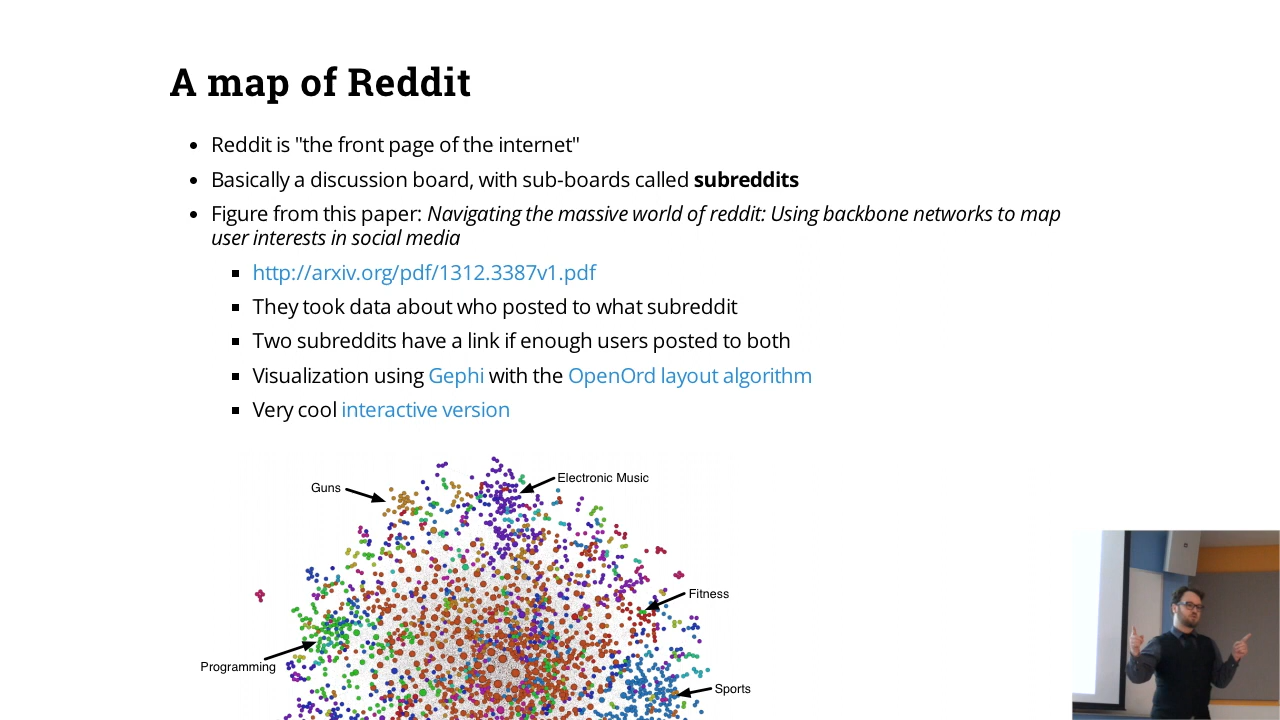 A map of Reddit
Reddit is "the front page of the internet"
Basically a discussion board, with sub-boards called subreddits
Figure from this paper: Navigating the massive world of reddit: Using backbone networks to map
user interests in social media
http://arxiv.org/pdf/1312.3387v1.pdf
They took data about who posted to what subreddit
Two subreddits have a link if enough users posted to both
Visualization using Gephi with the OpenOrd layout algorithm
Very cool interactive version
Electronic Music
Guns
Fitness
Programming
Sports